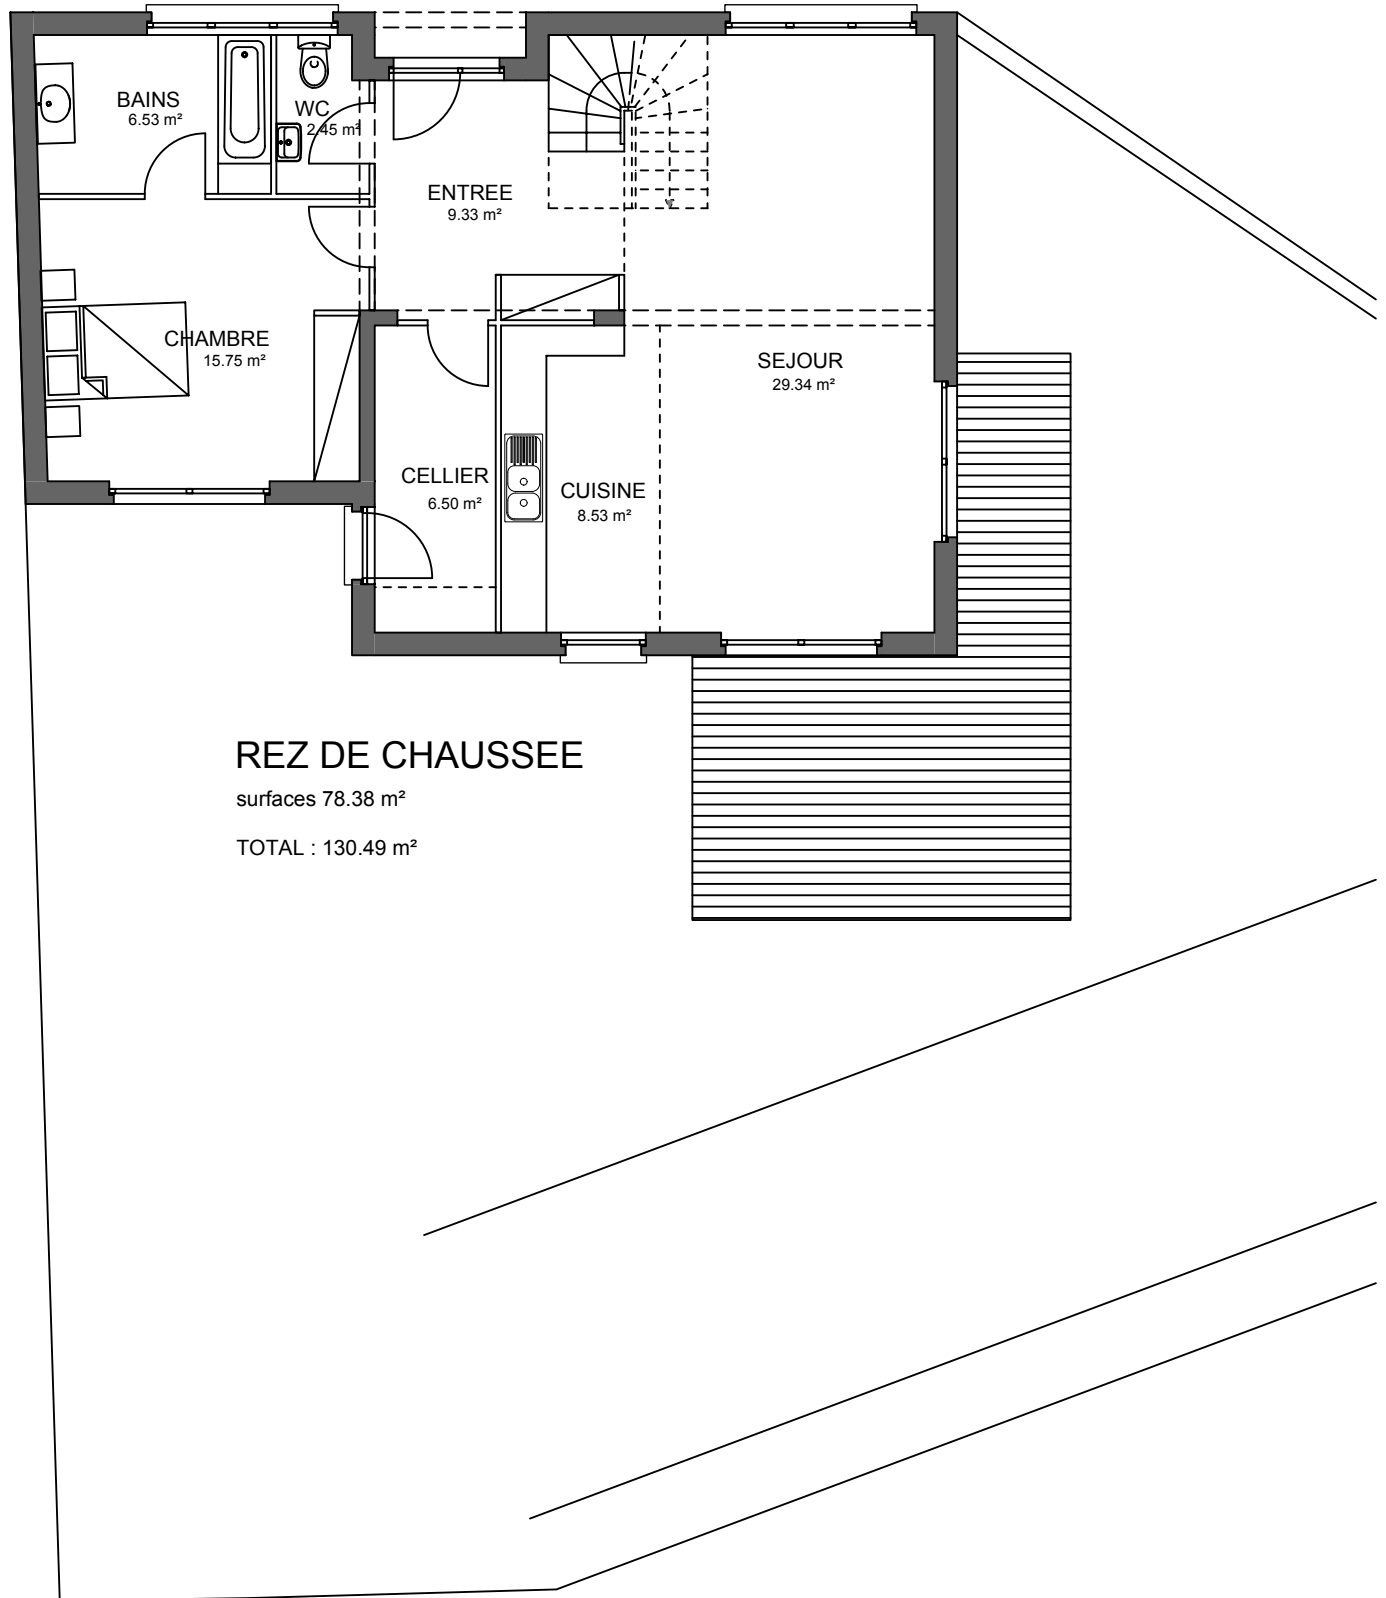 BAINS
6.53 m²
WC
2.45 m²
ENTREE
9.33 m²
CHAMBRE
15.75 m²
SEJOUR
29.34 m²
CELLIER
6.50 m²
CUISINE
8.53 m²
REZ DE CHAUSSEE
surfaces 78.38 m²
TOTAL : 130.49 m²